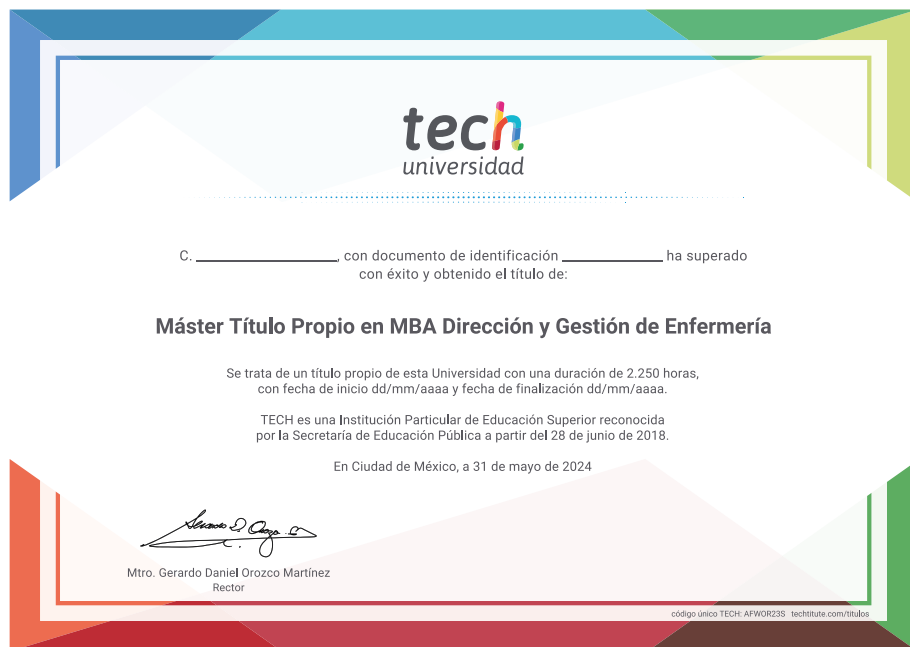 tech
universidad
C. ____________________, con documento de identificación ______________ ha superado
con éxito y obtenido el título de:
Máster Título Propio en MBA Dirección y Gestión de Enfermería
Se trata de un título propio de esta Universidad con una duración de 2.250 horas,
con fecha de inicio dd/mm/aaaa y fecha de finalización dd/mm/aaaa.
TECH es una Institución Particular de Educación Superior reconocida
por la Secretaría de Educación Pública a partir del 28 de junio de 2018.
En Ciudad de México, a 31 de mayo de 2024
Mtro. Gerardo Daniel Orozco Martínez
Rector
código único TECH: AFWOR23S techtitute.com/titulos